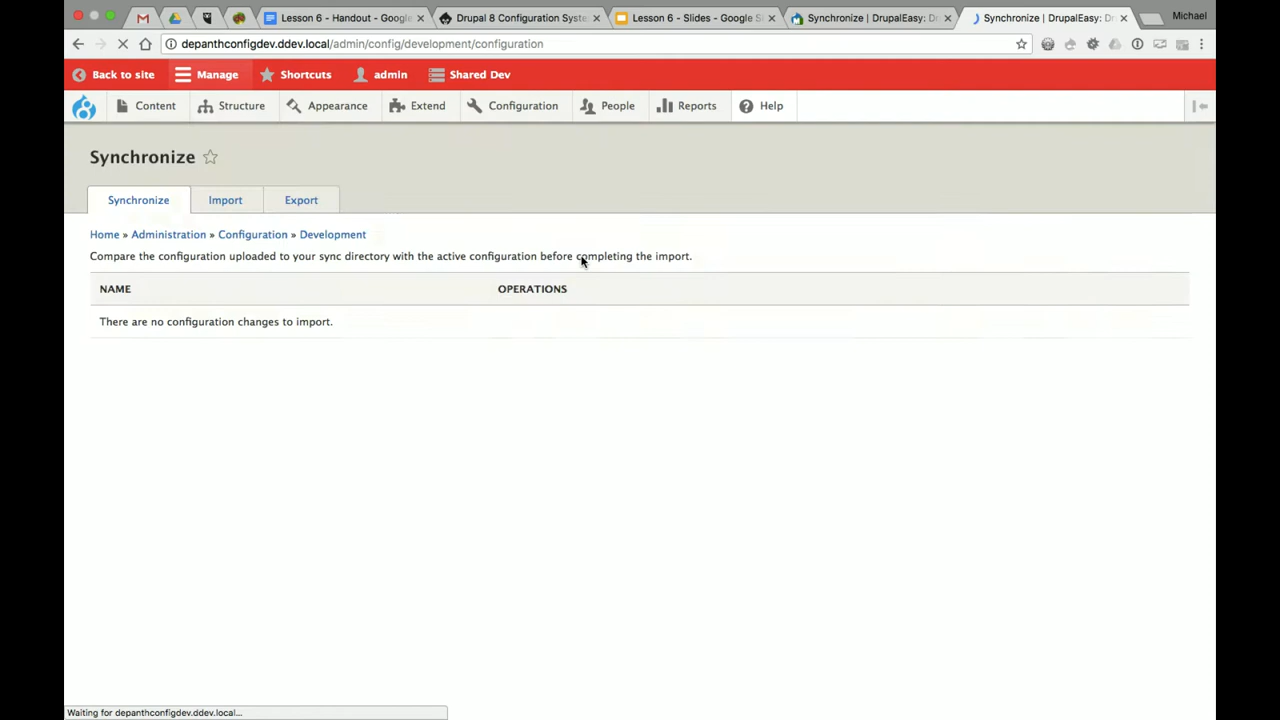 Lesson 6 - Handout - Google
Drupal 8 Configuration Syste
Lesson 6 - Slides - Google Sl
Synchronize | DrupalEasy: D
Synchronize | DrupalEasy: Dr
Michael
depanthconfigdev.ddev.local/admin/config/development/configuration
Back to site
Manage
Shortcuts
admin
Shared Dev
Content
Structure
Appearance
Extend
Configuration
People
Reports
Help
Synchronize
Synchronize
Import
Export
Home » Administration » Configuration » Development
Compare the configuration uploaded to your sync directory with the active configuration before completing the import.
NAME
OPERATIONS
There are no configuration changes to import.
Waiting for depanthconfigdev.ddev.local...